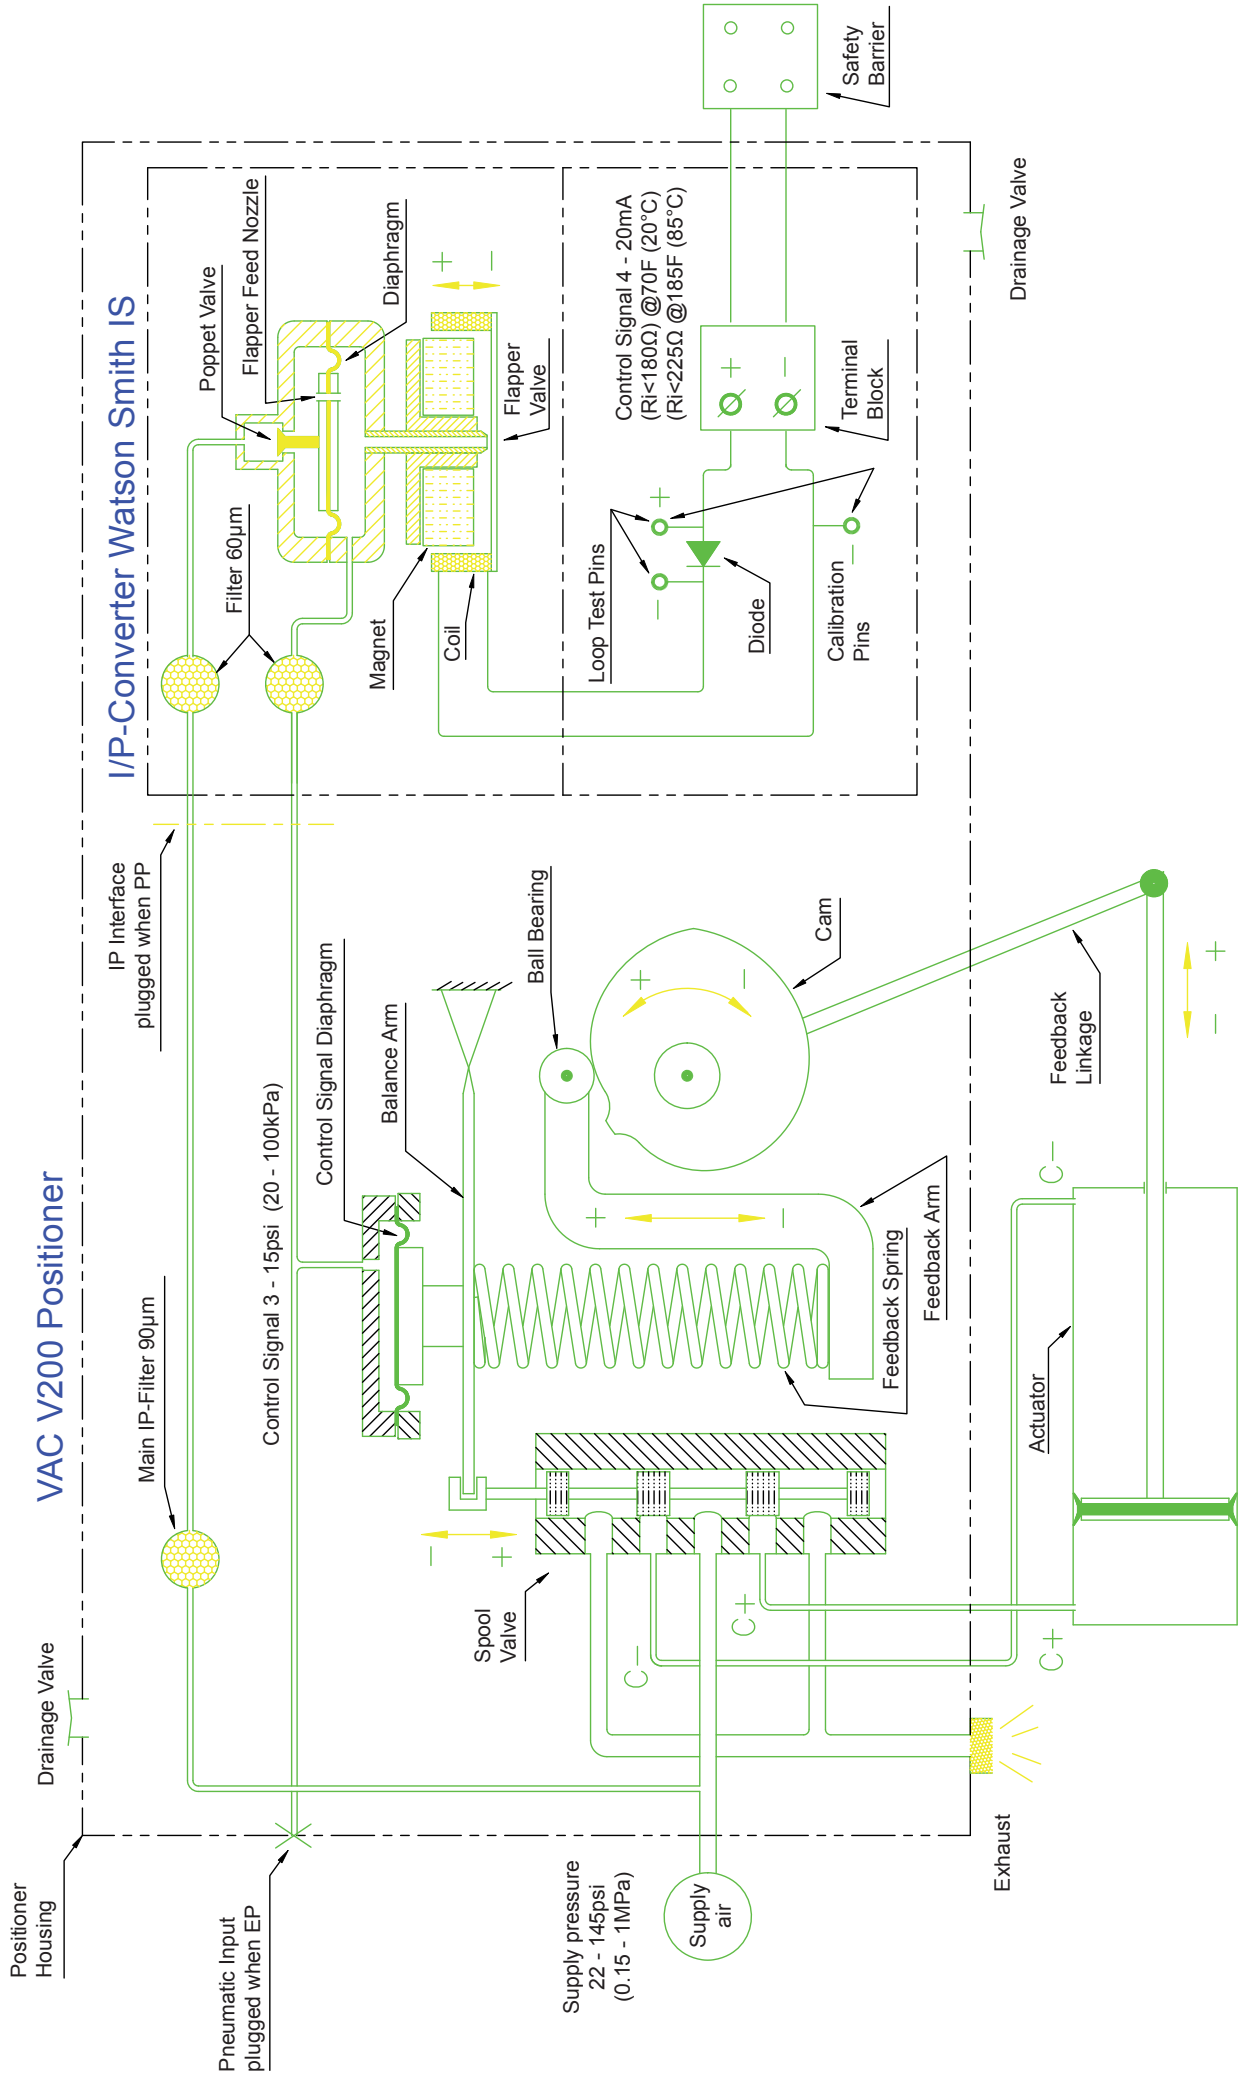 VAC V200 Positioner
I/P-Converter Watson Smith IS
Positioner
Housing
Drainage Valve
Main IP-Filter 90µm
IP Interface
plugged when PP
Filter 60µm
Poppet Valve
Flapper Feed Nozzle
Diaphragm
Pneumatic Input
plugged when EP
Control Signal 3 - 15psi (20 - 100kPa)
Control Signal Diaphragm
Balance Arm
Magnet
Coil
+
−
Flapper
Valve
Ball Bearing
−
+
Spool
Valve
Supply pressure
22 - 145psi
(0.15 - 1MPa)
Supply
air
C−
C+
+
−
+
−
Cam
Feedback Spring
Feedback Arm
Loop Test Pins
−
+
Diode
Calibration
Pins
−
Control Signal 4 - 20mA
(Ri<180Ω) @70F (20°C)
(Ri<225Ω @185F (85°C)
+
−
Terminal
Block
Safety
Barrier
Drainage Valve
Exhaust
C+
C−
Actuator
Feedback
Linkage
−
+